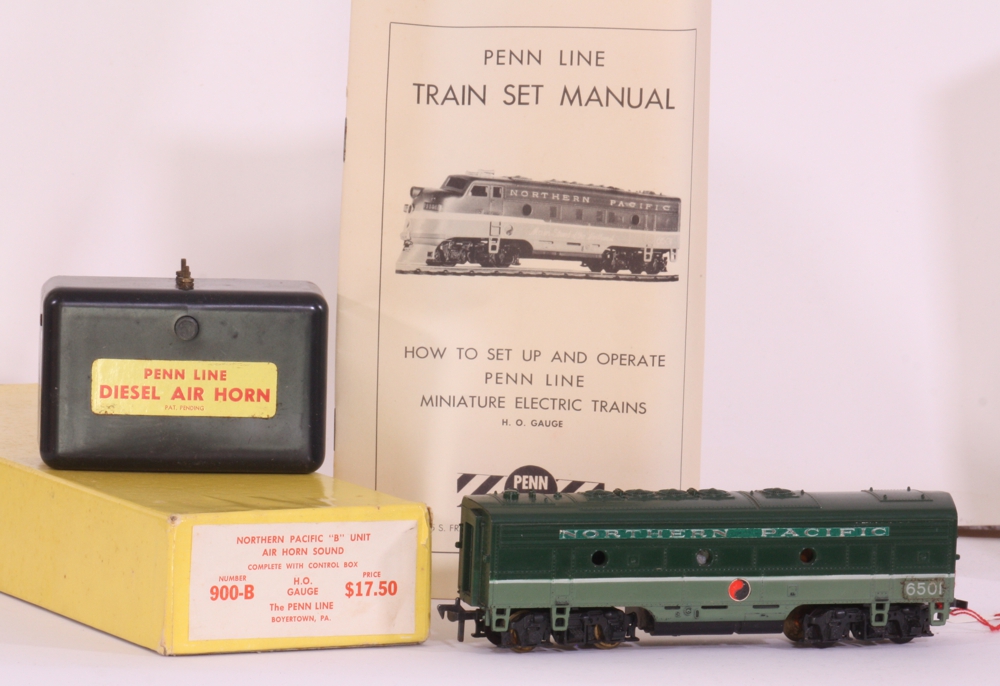 PENN LINE
TRAIN SET MANUAL
NORTHERN PACIFIC
HOW TO SET UP AND OPERATE
PENN LINE
MINIATURE ELECTRIC TRAINS
H. O. GAUGE
PENN
S. FR
PENN LINE
DIESEL AIR HORN
PAT. PENDING
NORTHERN PACIFIC "B" UNIT
AIR HORN SOUND
COMPLETE WITH CONTROL BOX
NUMBER H.O. PRICE
900-B GAUGE $17.50
The PENN LINE
BOYERTOWN, PA.
NORTHERN PACIFIC
6501